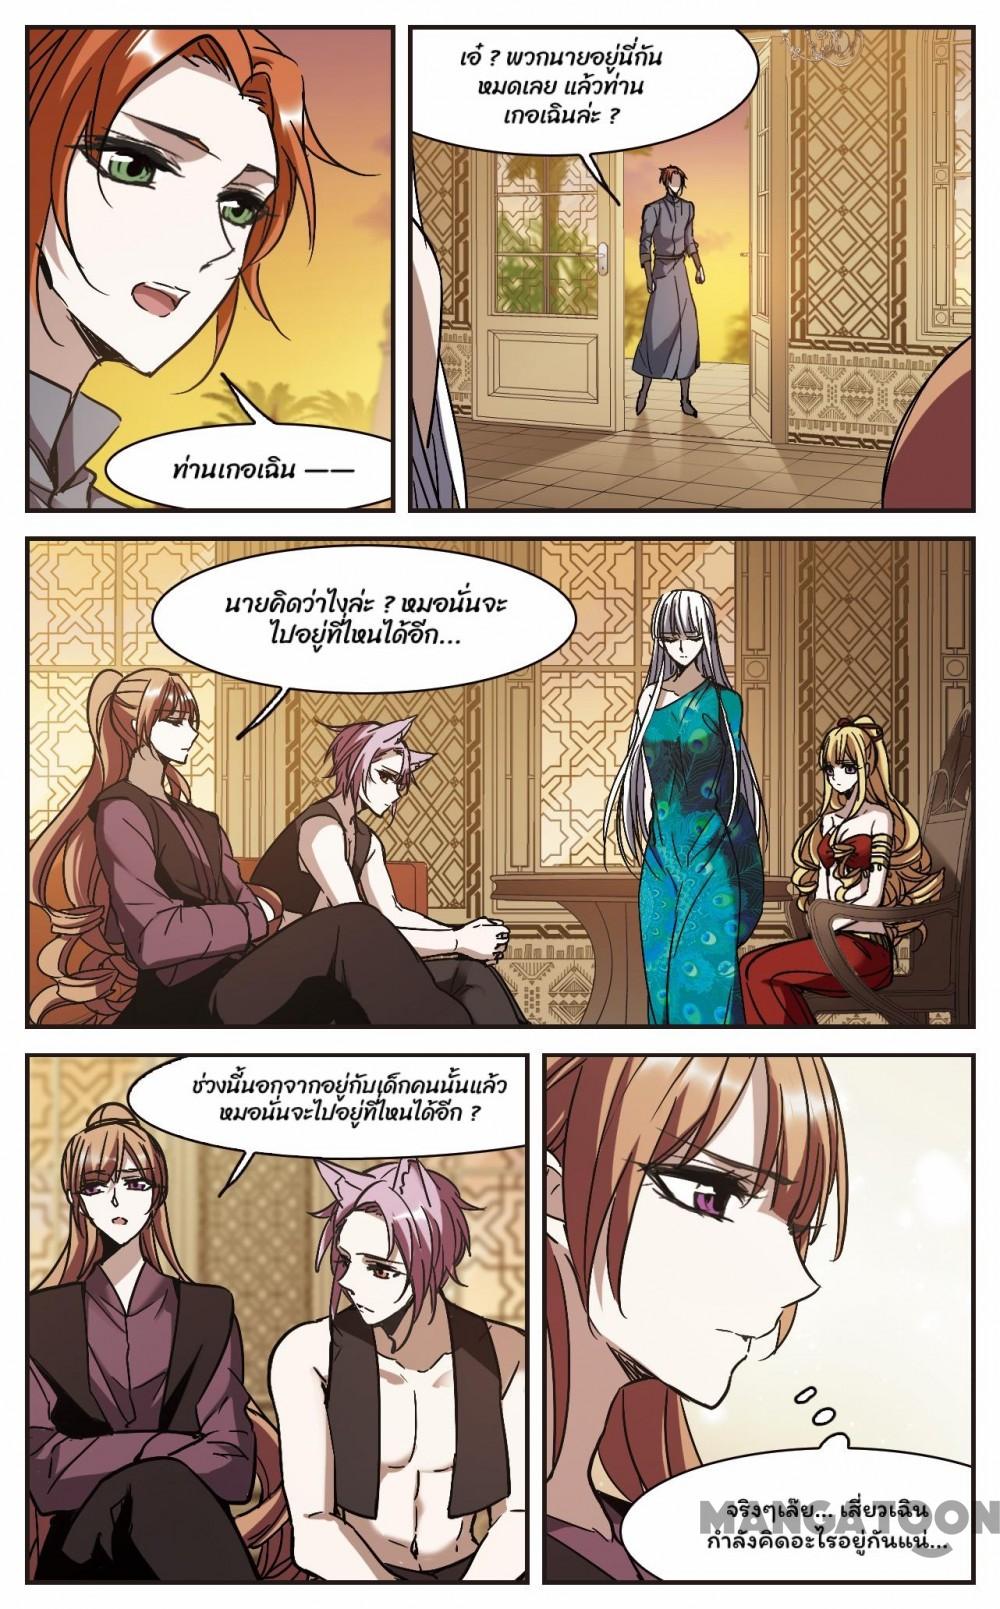 ท่านเกอเฉิน ——
เอ๋ ? พวกนายอยู่นี่กัน
หมดเลย แล้วท่าน
เกอเฉินล่ะ ?
นายคิดว่าไงล่ะ ? หมอนั่นจะ
ไปอยู่ที่ไหนได้อีก...
ช่วงนี้นอกจากอยู่กับเด็กคนนั้นแล้ว
หมอนั่นจะไปอยู่ที่ไหนได้อีก ?
จริงๆเล๊ย... เสี่ยวเฉิน
กำลังคิดอะไรอยู่กันแน่...
MANGATOON